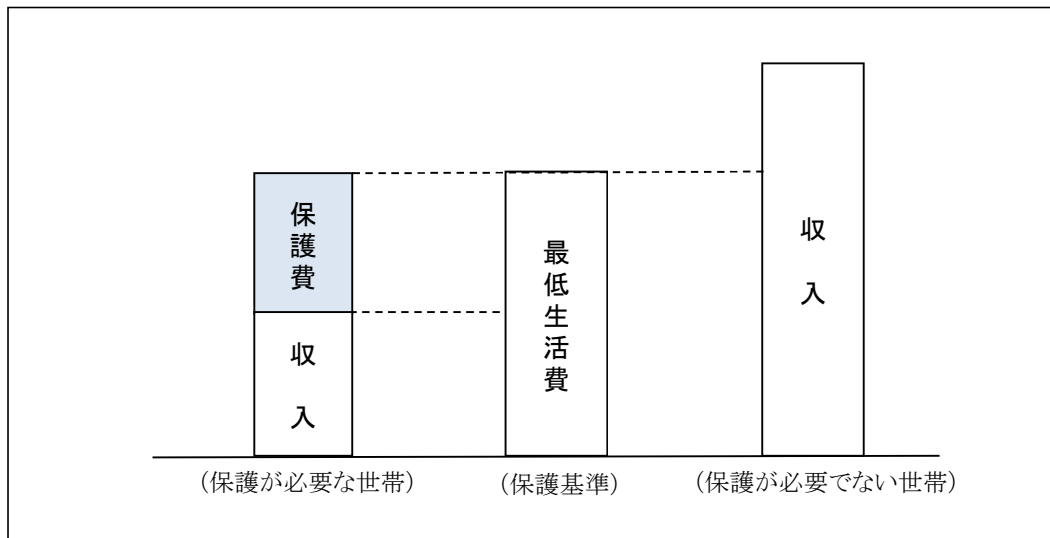 保護費
収入
最低生活費
収入
（保護が必要な世帯）
（保護基準）
（保護が必要でない世帯）